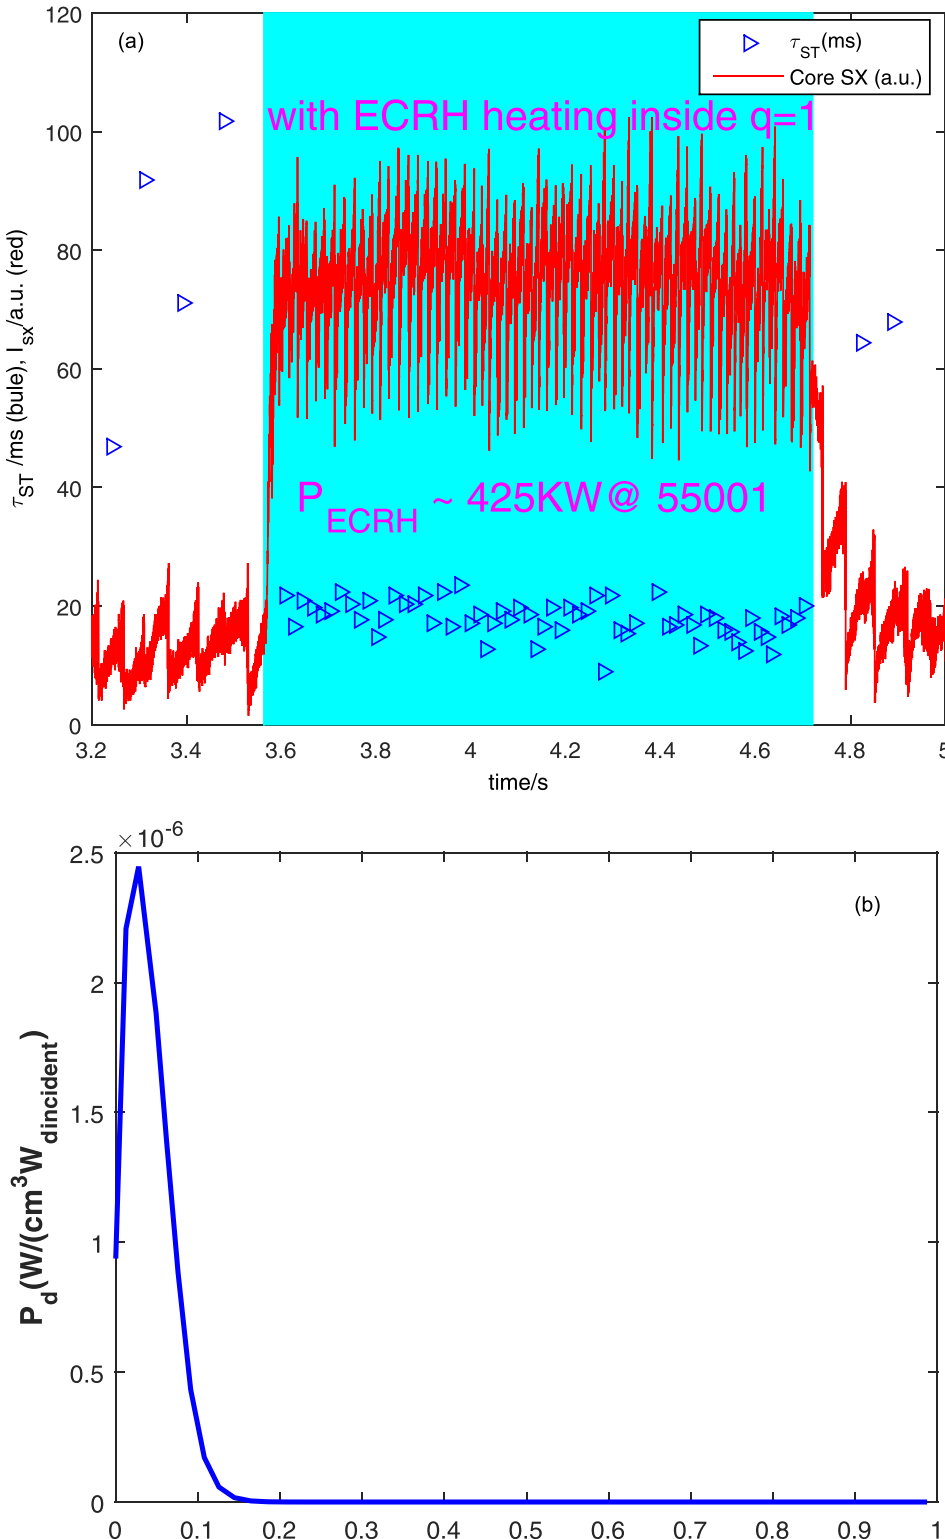 120
(a)
τST(ms)
Core SX (a.u.)
with ECRH heating inside q=1
100
80
τST /ms (bule), Isx/a.u. (red)
60
PECRH ~ 425KW@ 55001
40
20
0
3.2 3.4 3.6 3.8 4 4.2 4.4 4.6 4.8 5
time/s
×10-6
2.5
(b)
2
Pd(W/(cm3Wdincident)
1.5
1
0.5
0
0 0.1 0.2 0.3 0.4 0.5 0.6 0.7 0.8 0.9 1